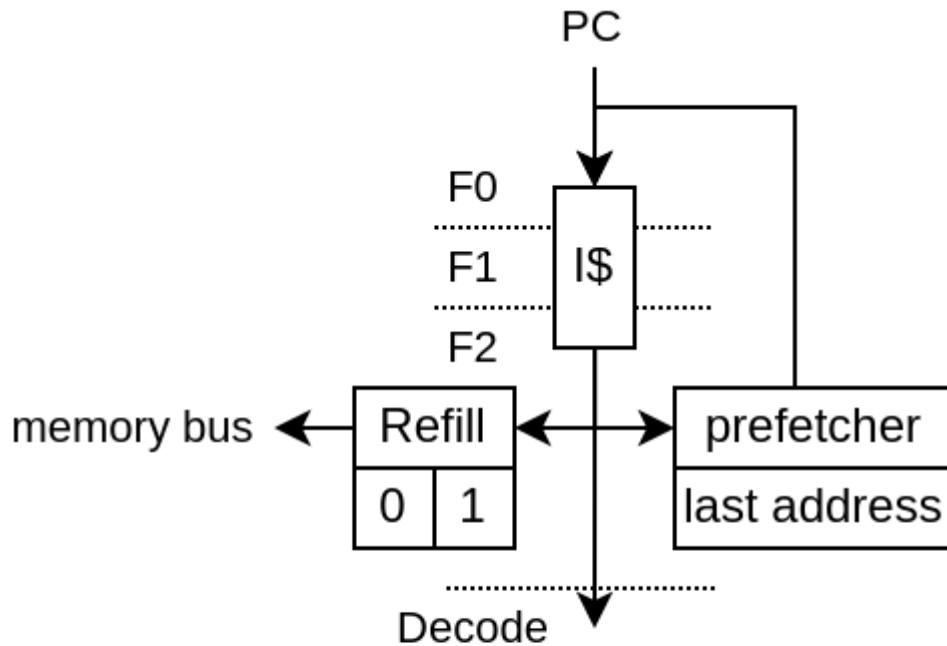 PC
F0
F1
I$
F2
memory bus
Refill
prefetcher
0 1
last address
Decode